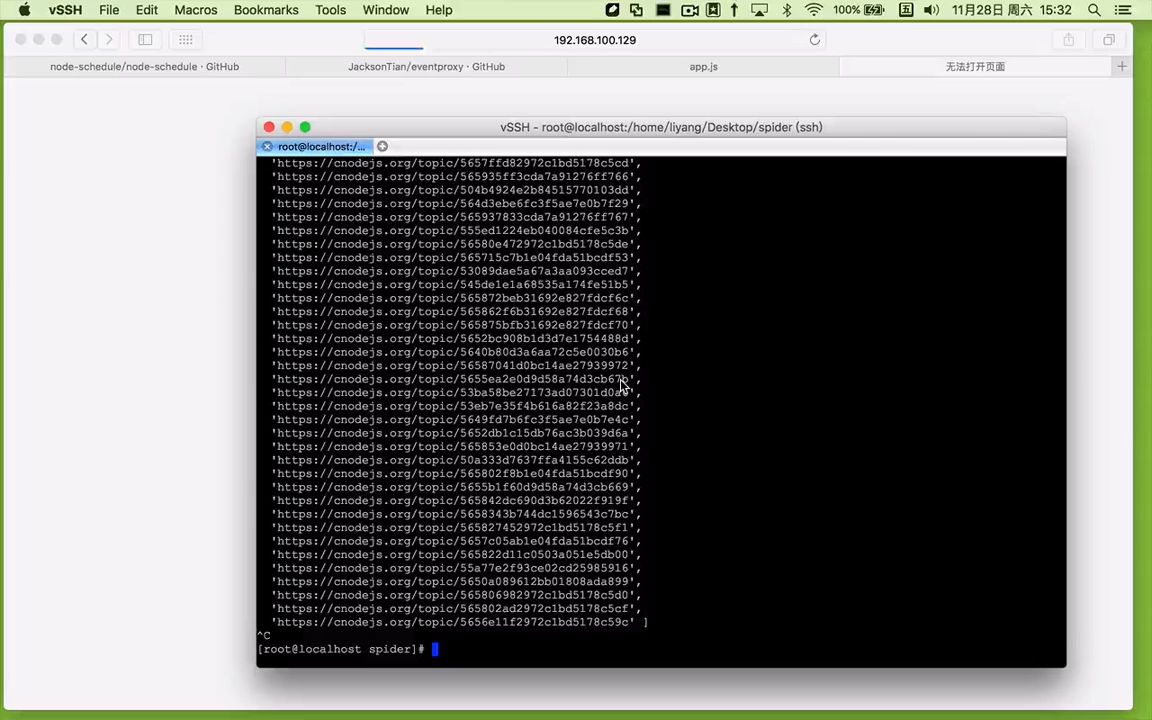 vSSH File Edit Macros Bookmarks Tools Window Help 100% 五 11月28日 周六 15:32
192.168.100.129
node-schedule/node-schedule · GitHub JacksonTian/eventproxy · GitHub app.js 无法打开页面
vSSH - root@localhost:/home/liyang/Desktop/spider (ssh)
root@localhost:/...
'https://cnodejs.org/topic/5657ffd82972c1bd5178c5cd',
'https://cnodejs.org/topic/565935ff3cda7a91276ff766',
'https://cnodejs.org/topic/504b4924e2b84515770103dd',
'https://cnodejs.org/topic/564d3ebe6fc3f5ae7e0b7f29',
'https://cnodejs.org/topic/565937833cda7a91276ff767',
'https://cnodejs.org/topic/555ed1224eb040084cfe5c3b',
'https://cnodejs.org/topic/56580e472972c1bd5178c5de',
'https://cnodejs.org/topic/565715c7b1e04fda51bcdf53',
'https://cnodejs.org/topic/53089dae5a67a3aa093cced7',
'https://cnodejs.org/topic/545de1e1a68535a174fe51b5',
'https://cnodejs.org/topic/565872beb31692e827fdcf6c',
'https://cnodejs.org/topic/565862f6b31692e827fdcf68',
'https://cnodejs.org/topic/565875bfb31692e827fdcf70',
'https://cnodejs.org/topic/5652bc908b1d3d7e1754488d',
'https://cnodejs.org/topic/5640b80d3a6aa72c5e0030b6',
'https://cnodejs.org/topic/56587041d0bc14ae27939972',
'https://cnodejs.org/topic/5655ea2e0d9d58a74d3cb67b',
'https://cnodejs.org/topic/53eb7e35f4b616a82f23a8dc',
'https://cnodejs.org/topic/5649fd7b6fc3f5ae7e0b7e4c',
'https://cnodejs.org/topic/5652db1c15db76ac3b039d6a',
'https://cnodejs.org/topic/565853e0d0bc14ae27939971',
'https://cnodejs.org/topic/50a333d7637ffa4155c62ddb',
'https://cnodejs.org/topic/565802f8b1e04fda51bcdf90',
'https://cnodejs.org/topic/5655b1f60d9d58a74d3cb669',
'https://cnodejs.org/topic/565842dc690d3b62022f919f',
'https://cnodejs.org/topic/5658343b744dc1596543c7bc',
'https://cnodejs.org/topic/565827452972c1bd5178c5f1',
'https://cnodejs.org/topic/5657c05ab1e04fda51bcdf76',
'https://cnodejs.org/topic/565822d11c0503a051e5db00',
'https://cnodejs.org/topic/55a77e2f93ce02cd25985916',
'https://cnodejs.org/topic/5650a089612bb01808ada899',
'https://cnodejs.org/topic/565806982972c1bd5178c5d0',
'https://cnodejs.org/topic/565802ad2972c1bd5178c5cf',
'https://cnodejs.org/topic/5656e11f2972c1bd5178c59c' ]
^C
[root@localhost spider]#